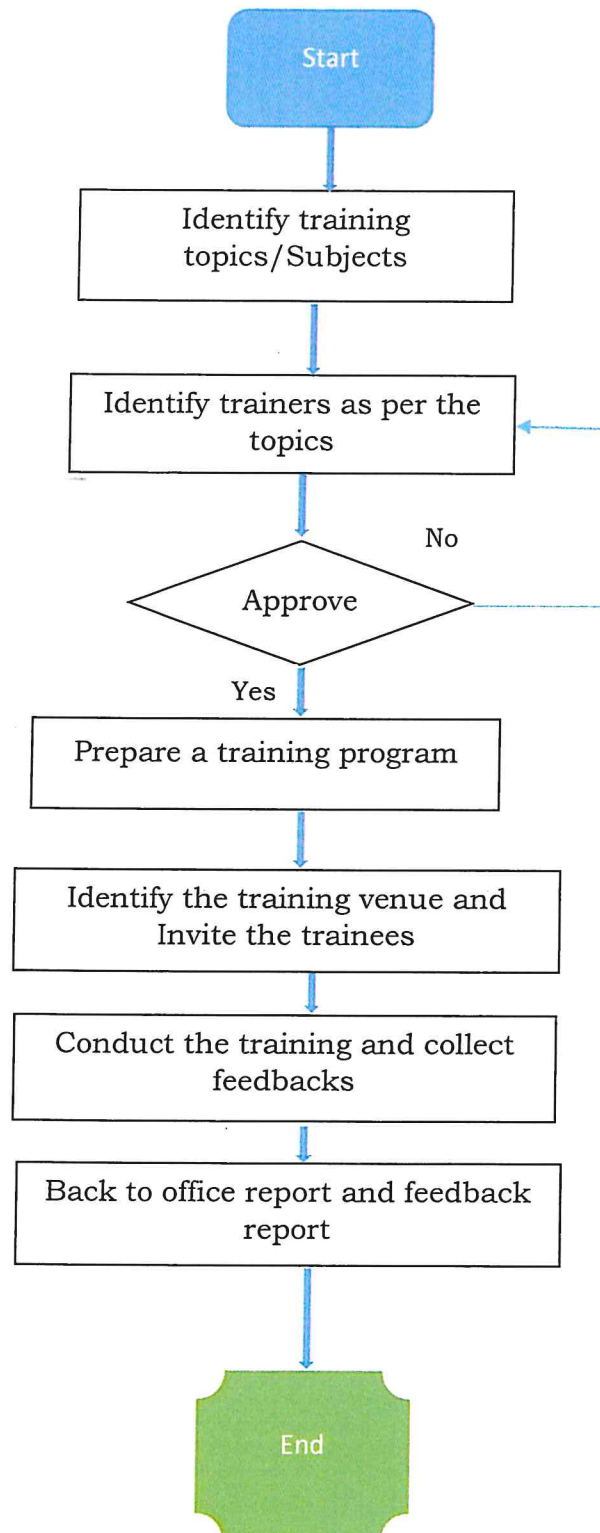 Start
Identify training
topics/Subjects
Identify trainers as per the
topics
No
Approve
Yes
Prepare a training program
Identify the training venue and
Invite the trainees
Conduct the training and collect
feedbacks
Back to office report and feedback
report
End